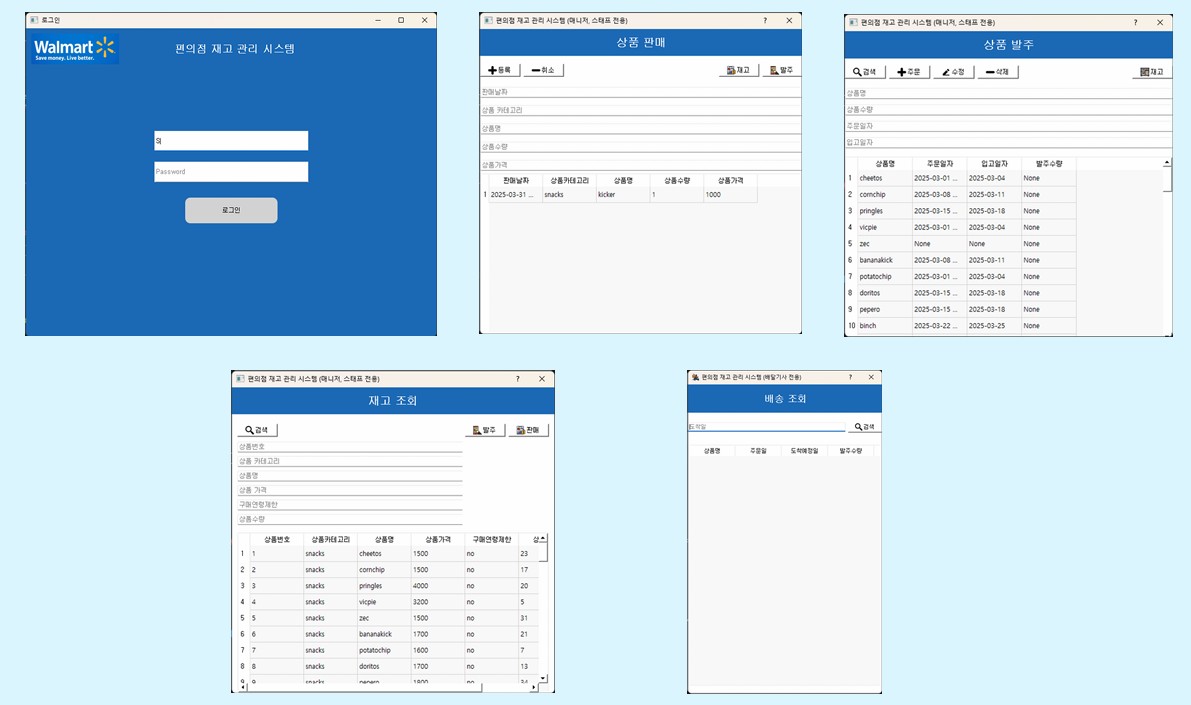 로그인
Walmart
Save money. Live better.
편의점 재고 관리 시스템
Password
로그인
편의점 재고 관리 시스템 (매니저, 스태프 전용)
상품 판매
등록 취소 재고 발주
판매날짜
상품 카테고리
상품명
상품수량
상품가격
판매날짜 상품카테고리 상품명 상품수량 상품가격
1 2025-03-31 ... snacks kicker 1 1000
편의점 재고 관리 시스템 (매니저, 스태프 전용)
상품 발주
검색 주문 수정 삭제 재고
상품명
상품수량
주문일자
입고일자
상품명 주문일자 입고일자 발주수량
1 cheetos 2025-03-01 ... 2025-03-04 None
2 cornchip 2025-03-08 ... 2025-03-11 None
3 pringles 2025-03-15 ... 2025-03-18 None
4 vicpie 2025-03-01 ... 2025-03-04 None
5 zec None None None
6 bananakick 2025-03-08 ... 2025-03-11 None
7 potatochip 2025-03-01 ... 2025-03-04 None
8 doritos 2025-03-15 ... 2025-03-18 None
9 pepero 2025-03-15 ... 2025-03-18 None
10 binch 2025-03-22 ... 2025-03-25 None
편의점 재고 관리 시스템 (매니저, 스태프 전용)
재고 조회
검색 발주 판매
상품번호
상품 카테고리
상품명
상품 가격
구매연령제한
상품수량
상품번호 상품카테고리 상품명 상품가격 구매연령제한 상
1 1 snacks cheetos 1500 no 23
2 2 snacks cornchip 1500 no 17
3 3 snacks pringles 4000 no 20
4 4 snacks vicpie 3200 no 5
5 5 snacks zec 1500 no 31
6 6 snacks bananakick 1700 no 21
7 7 snacks potatochip 1600 no 7
8 8 snacks doritos 1700 no 13
9 9 snacks pepero 1800 no 34
편의점 재고 관리 시스템 (배달기사 전용)
배송 조회
도착일 검색
상품명 주문일 도착예정일 발주수량